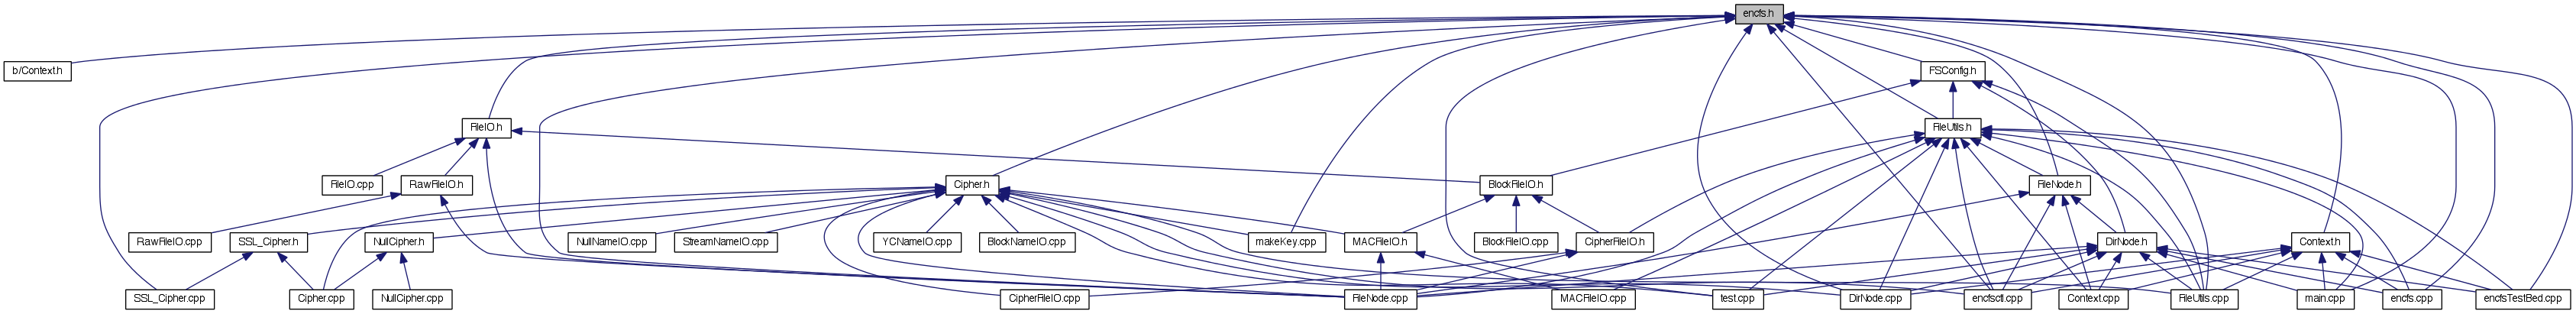 encfs.h
b/Context.h
FSConfig.h
FileIO.h
FileUtils.h
FileIO.cpp
RawFileIO.h
Cipher.h
BlockFileIO.h
FileNode.h
RawFileIO.cpp
SSL_Cipher.h
NullCipher.h
NullNameIO.cpp
StreamNameIO.cpp
YCNameIO.cpp
BlockNameIO.cpp
makeKey.cpp
MACFileIO.h
BlockFileIO.cpp
CipherFileIO.h
DirNode.h
Context.h
SSL_Cipher.cpp
Cipher.cpp
NullCipher.cpp
CipherFileIO.cpp
FileNode.cpp
MACFileIO.cpp
test.cpp
DirNode.cpp
encfsctl.cpp
Context.cpp
FileUtils.cpp
main.cpp
encfs.cpp
encfsTestBed.cpp